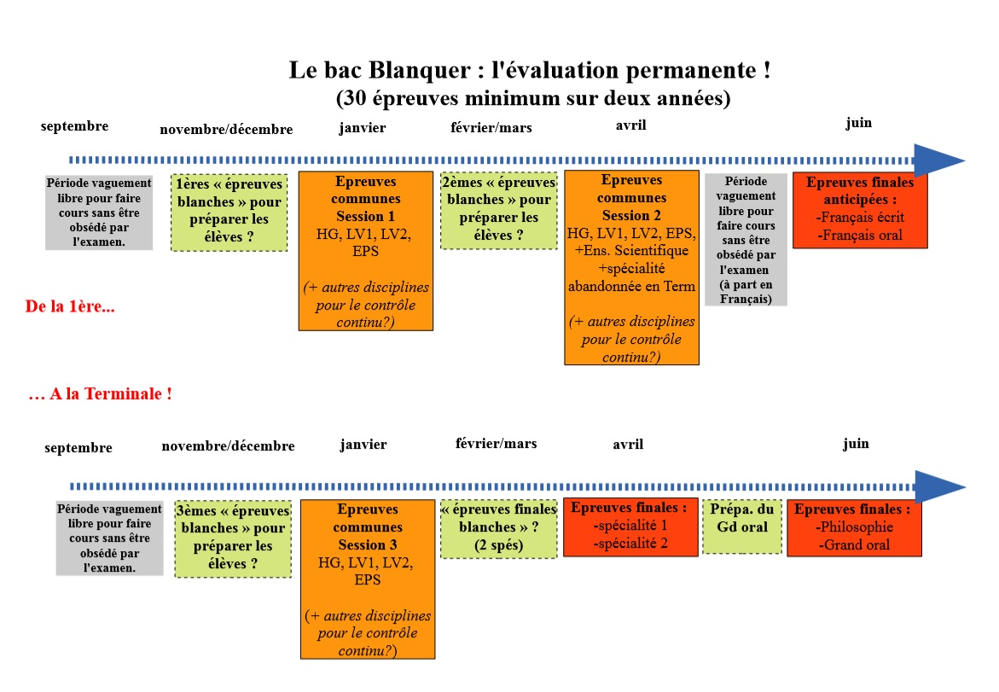 Le bac Blanquer : l'évaluation permanente !
(30 épreuves minimum sur deux années)
septembre
novembre/décembre
janvier
février/mars
avril
juin
Période vaguement
libre pour faire
cours sans être
obsédé par
l'examen.
1ères « épreuves
blanches » pour
préparer les
élèves ?
Epreuves
communes
Session 1
HG, LV1, LV2,
EPS
(+ autres disciplines
pour le contrôle
continu?)
2èmes « épreuves
blanches » pour
préparer les
élèves ?
Epreuves
communes
Session 2
HG, LV1, LV2, EPS,
+Ens. Scientifique
+spécialité
abandonnée en Term
(+ autres disciplines
pour le contrôle
continu?)
Période
vaguement
libre pour
faire cours
sans être
obsédé par
l'examen
(à part en
Français)
Epreuves finales
anticipées :
-Français écrit
-Français oral
De la 1ère...
… A la Terminale !
septembre
novembre/décembre
janvier
février/mars
avril
juin
Période vaguement
libre pour faire
cours sans être
obsédé par
l'examen.
3èmes « épreuves
blanches » pour
préparer les
élèves ?
Epreuves
communes
Session 3
HG, LV1, LV2,
EPS
(+ autres disciplines
pour le contrôle
continu?)
« épreuves finales
blanches » ?
(2 spés)
Epreuves finales :
-spécialité 1
-spécialité 2
Prépa. du
Gd oral
Epreuves finales :
-Philosophie
-Grand oral